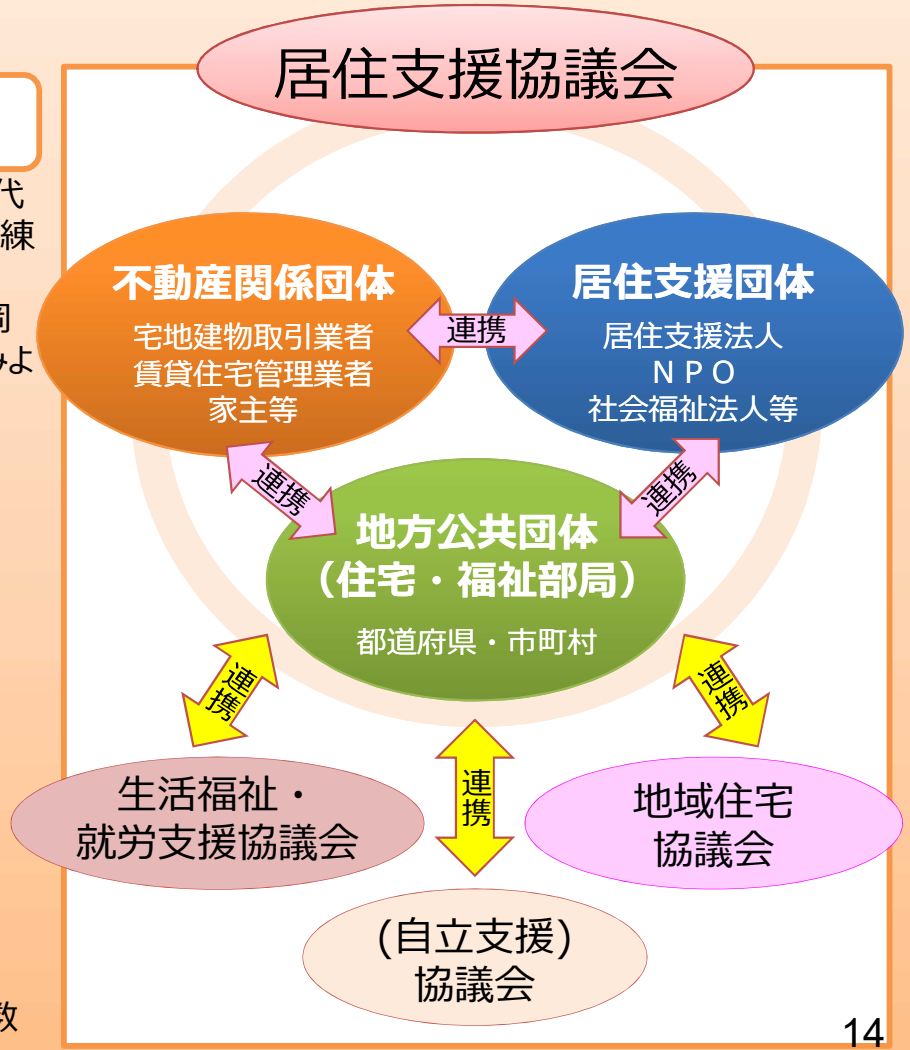 居住支援協議会
代
練
みよ
数
不動産関係団体
宅地建物取引業者
賃貸住宅管理業者
家主等
連携
居住支援団体
居住支援法人
ＮＰＯ
社会福祉法人等
連携
連携
地方公共団体
（住宅・福祉部局）
都道府県・市町村
連携
連携
連携
生活福祉・
就労支援協議会
地域住宅
協議会
(自立支援)
協議会
14